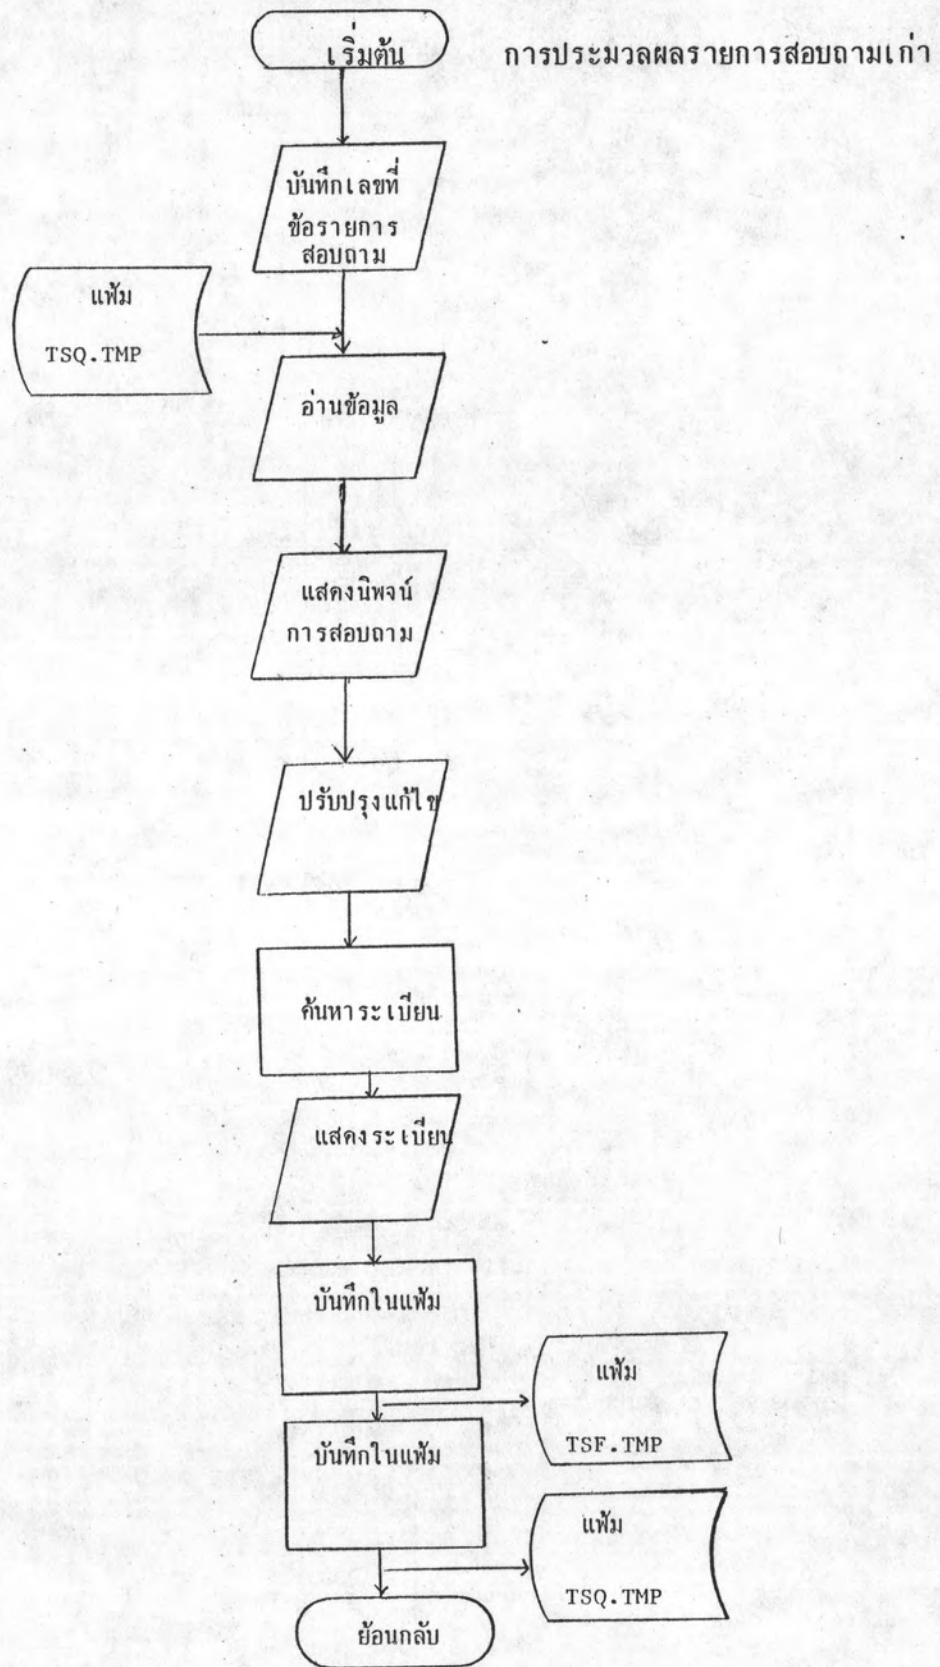 เริ่มต้น
การประมวลผลรายการสอบถามเก่า
บันทึกเลขที่
ข้อรายการ
สอบถาม
แฟ้ม
TSQ.TMP
อ่านข้อมูล
แสดงนิพจน์
การสอบถาม
ปรับปรุงแก้ไข
ค้นหาระเบียน
แสดงระเบียน
บันทึกในแฟ้ม
แฟ้ม
TSF.TMP
บันทึกในแฟ้ม
แฟ้ม
TSQ.TMP
ย้อนกลับ